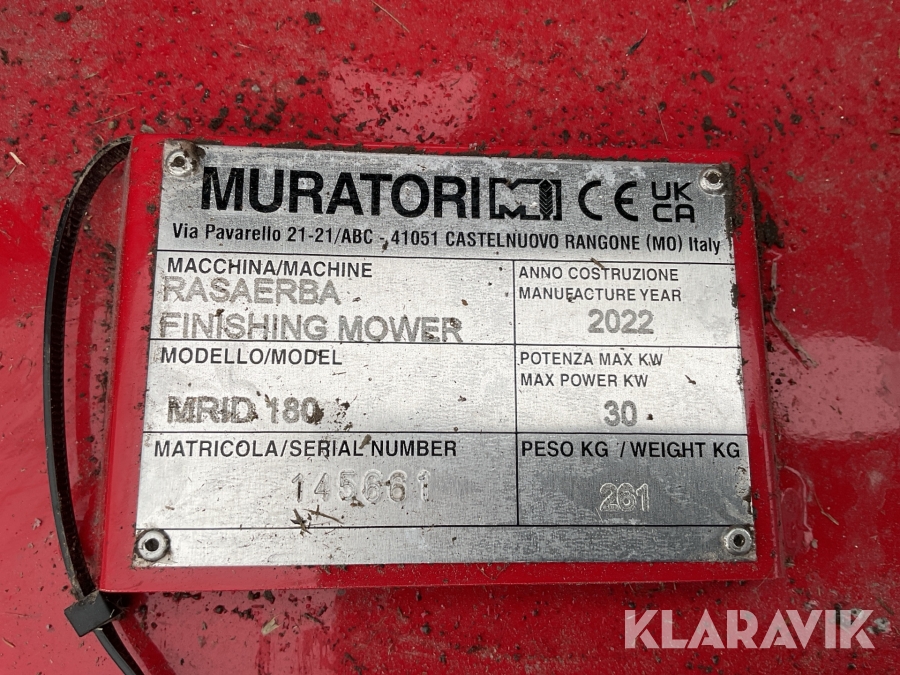 MURATORI MI CE UK CA
Via Pavarello 21-21/ABC - 41051 CASTELNUOVO RANGONE (MO) Italy
MACCHINA/MACHINE
RASAERBA
FINISHING MOWER
ANNO COSTRUZIONE
MANUFACTURE YEAR
2022
MODELLO/MODEL
MRID 180
POTENZA MAX KW
MAX POWER KW
30
MATRICOLA/SERIAL NUMBER
145661
PESO KG / WEIGHT KG
261
KLARAVIK